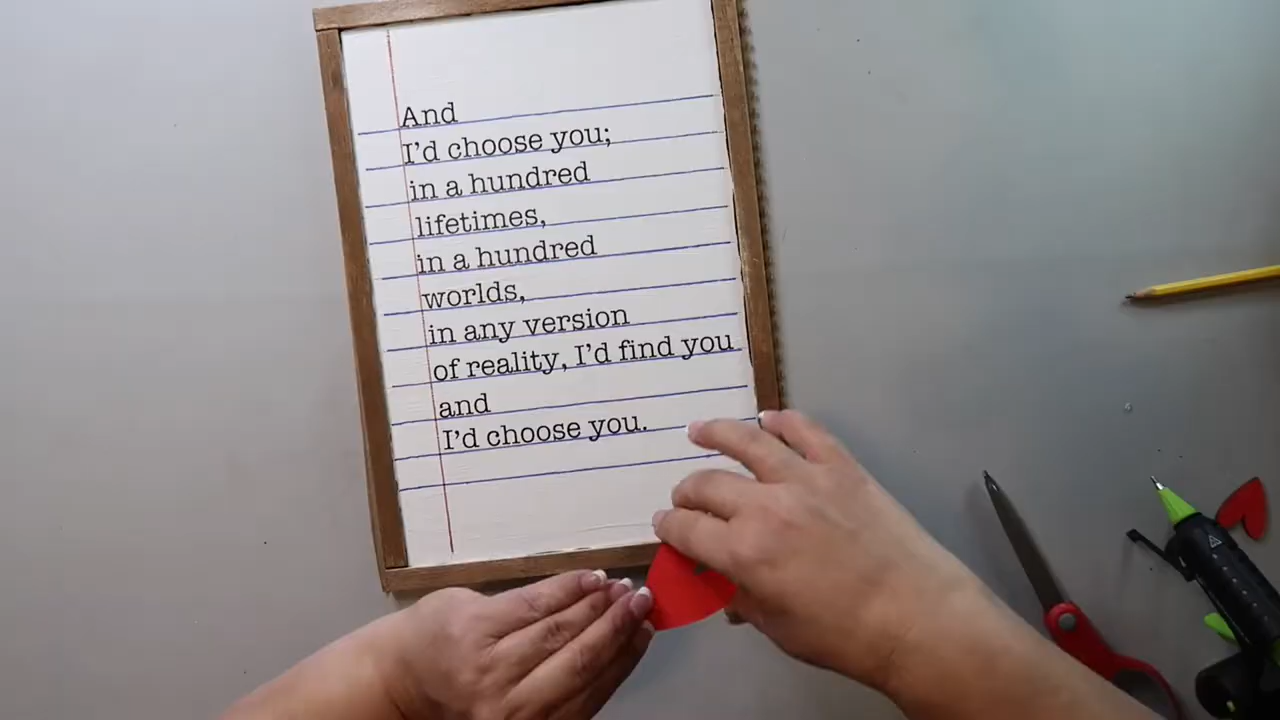 And
I'd choose you;
in a hundred
lifetimes,
in a hundred
worlds,
in any version
of reality, I'd find you
and
I'd choose you.